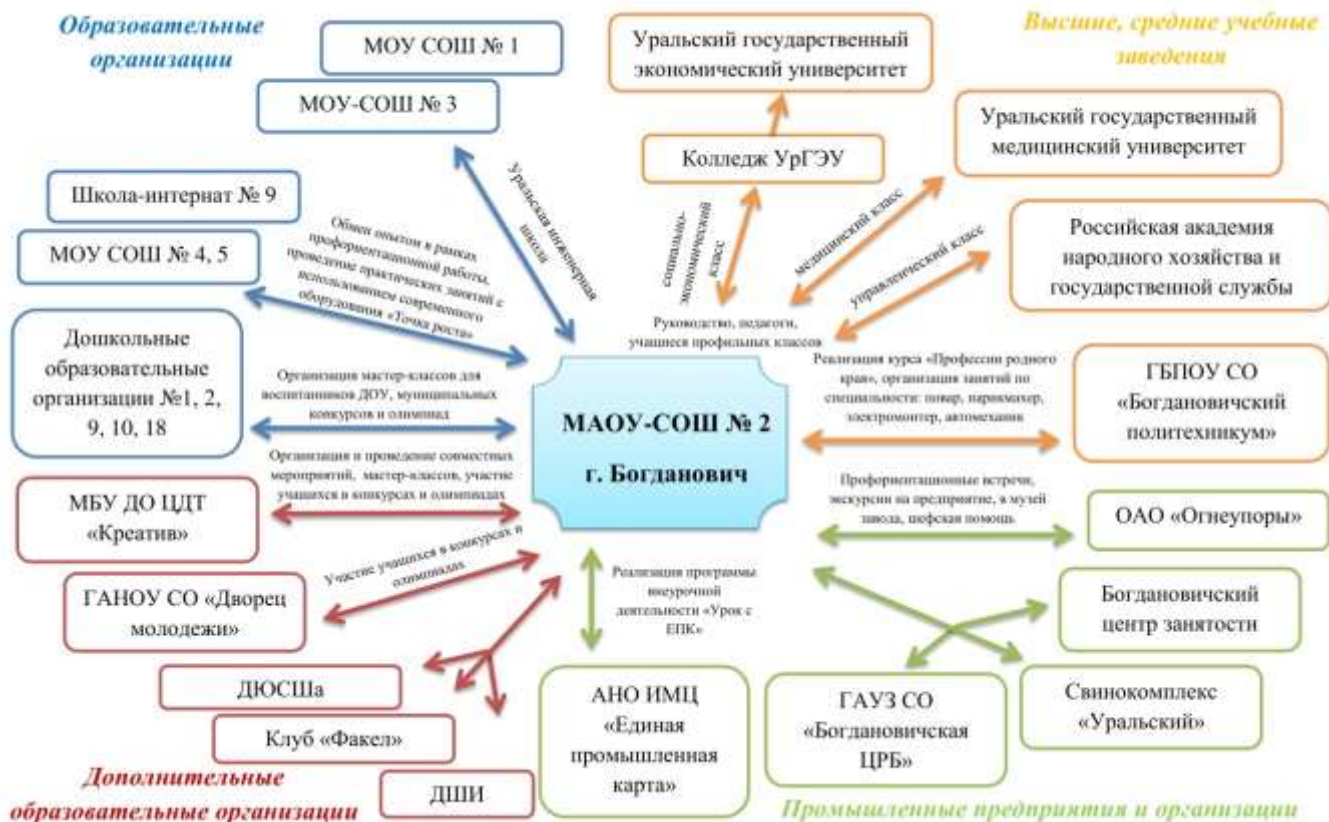 Образовательные
организации
МОУ СОШ № 1
МОУ-СОШ № 3
Школа-интернат № 9
МОУ СОШ № 4, 5
Дошкольные
образовательные
организации №1, 2,
9, 10, 18
Уральская инженерная
школа
Обмен опытом в рамках
профориентационной работы,
проведение практических занятий с
использованием современного
оборудования «Точка роста»
Организация мастер-классов для
воспитанников ДОУ, муниципальных
конкурсов и олимпиад
Уральский государственный
экономический университет
Колледж УрГЭУ
Высшие, средние учебные
заведения
Уральский государственный
медицинский университет
Российская академия
народного хозяйства и
государственной службы
социально-
экономический
класс
медицинский класс
управленческий класс
Руководство, педагоги,
учащиеся профильных классов
МАОУ-СОШ № 2
г. Богданович
Реализация курса «Профессии родного
края», организация занятий по
специальности: повар, парикмахер,
электромонтер, автомеханик
ГБПОУ СО
«Богдановичский
политехникум»
Организация и проведение совместных
мероприятий, мастер-классов, участие
учащихся в конкурсах и олимпиадах
МБУ ДО ЦДТ
«Креатив»
Участие учащихся в конкурсах и
олимпиадах
ГАНОУ СО «Дворец
молодежи»
ДЮСШа
Клуб «Факел»
ДШИ
Дополнительные
образовательные организации
Профориентационные встречи,
экскурсии на предприятие, в музей
завода, шефская помощь
ОАО «Огнеупоры»
Реализация программы
внеурочной
деятельности «Урок с
ЕПК»
АНО ИМЦ
«Единая
промышленная
карта»
Богдановичский
центр занятости
ГАУЗ СО
«Богдановичская
ЦРБ»
Свинокомплекс
«Уральский»
Промышленные предприятия и организации